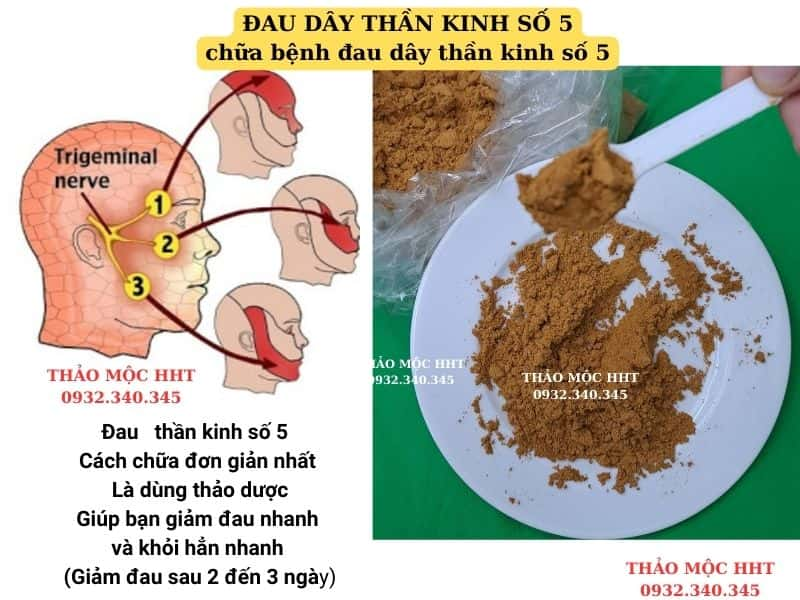 ĐAU DÂY THẦN KINH SỐ 5
chữa bệnh đau dây thần kinh số 5
Trigeminal
nerve
1
2
3
THẢO MỘC HHT
0932.340.345
Đau thần kinh số 5
Cách chữa đơn giản nhất
Là dùng thảo dược
Giúp bạn giảm đau nhanh
và khỏi hẳn nhanh
(Giảm đau sau 2 đến 3 ngày)
THẢO MỘC HHT
0932.340.345
THẢO MỘC HHT
0932.340.345
THẢO MỘC HHT
0932.340.345